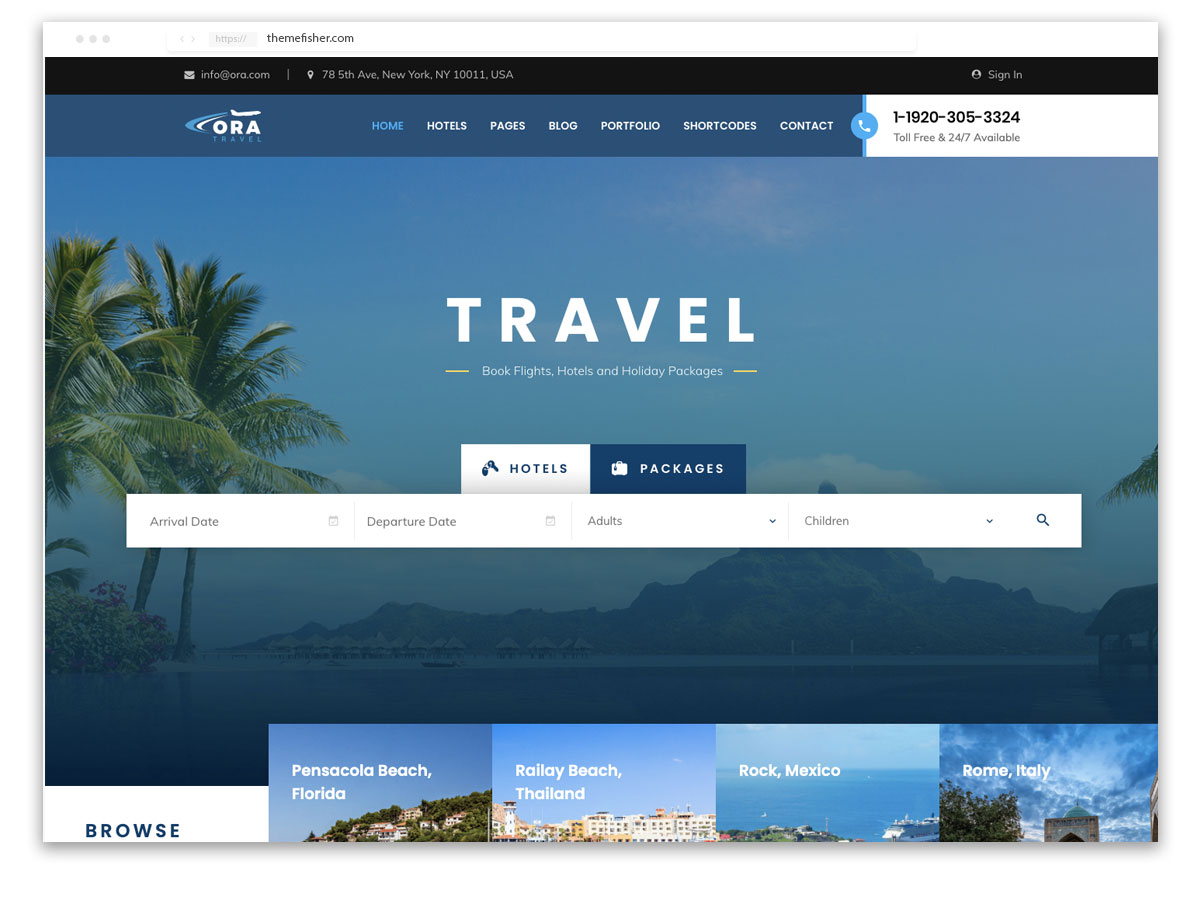 https://
themefisher.com
info@ora.com | 78 5th Ave, New York, NY 10011, USA
Sign In
ORA
TRAVEL
HOME HOTELS PAGES BLOG PORTFOLIO SHORTCODES CONTACT
1-1920-305-3324
Toll Free & 24/7 Available
TRAVEL
Book Flights, Hotels and Holiday Packages
HOTELS PACKAGES
Arrival Date Departure Date Adults Children
Pensacola Beach,
Florida
Railay Beach,
Thailand
Rock, Mexico
Rome, Italy
BROWSE